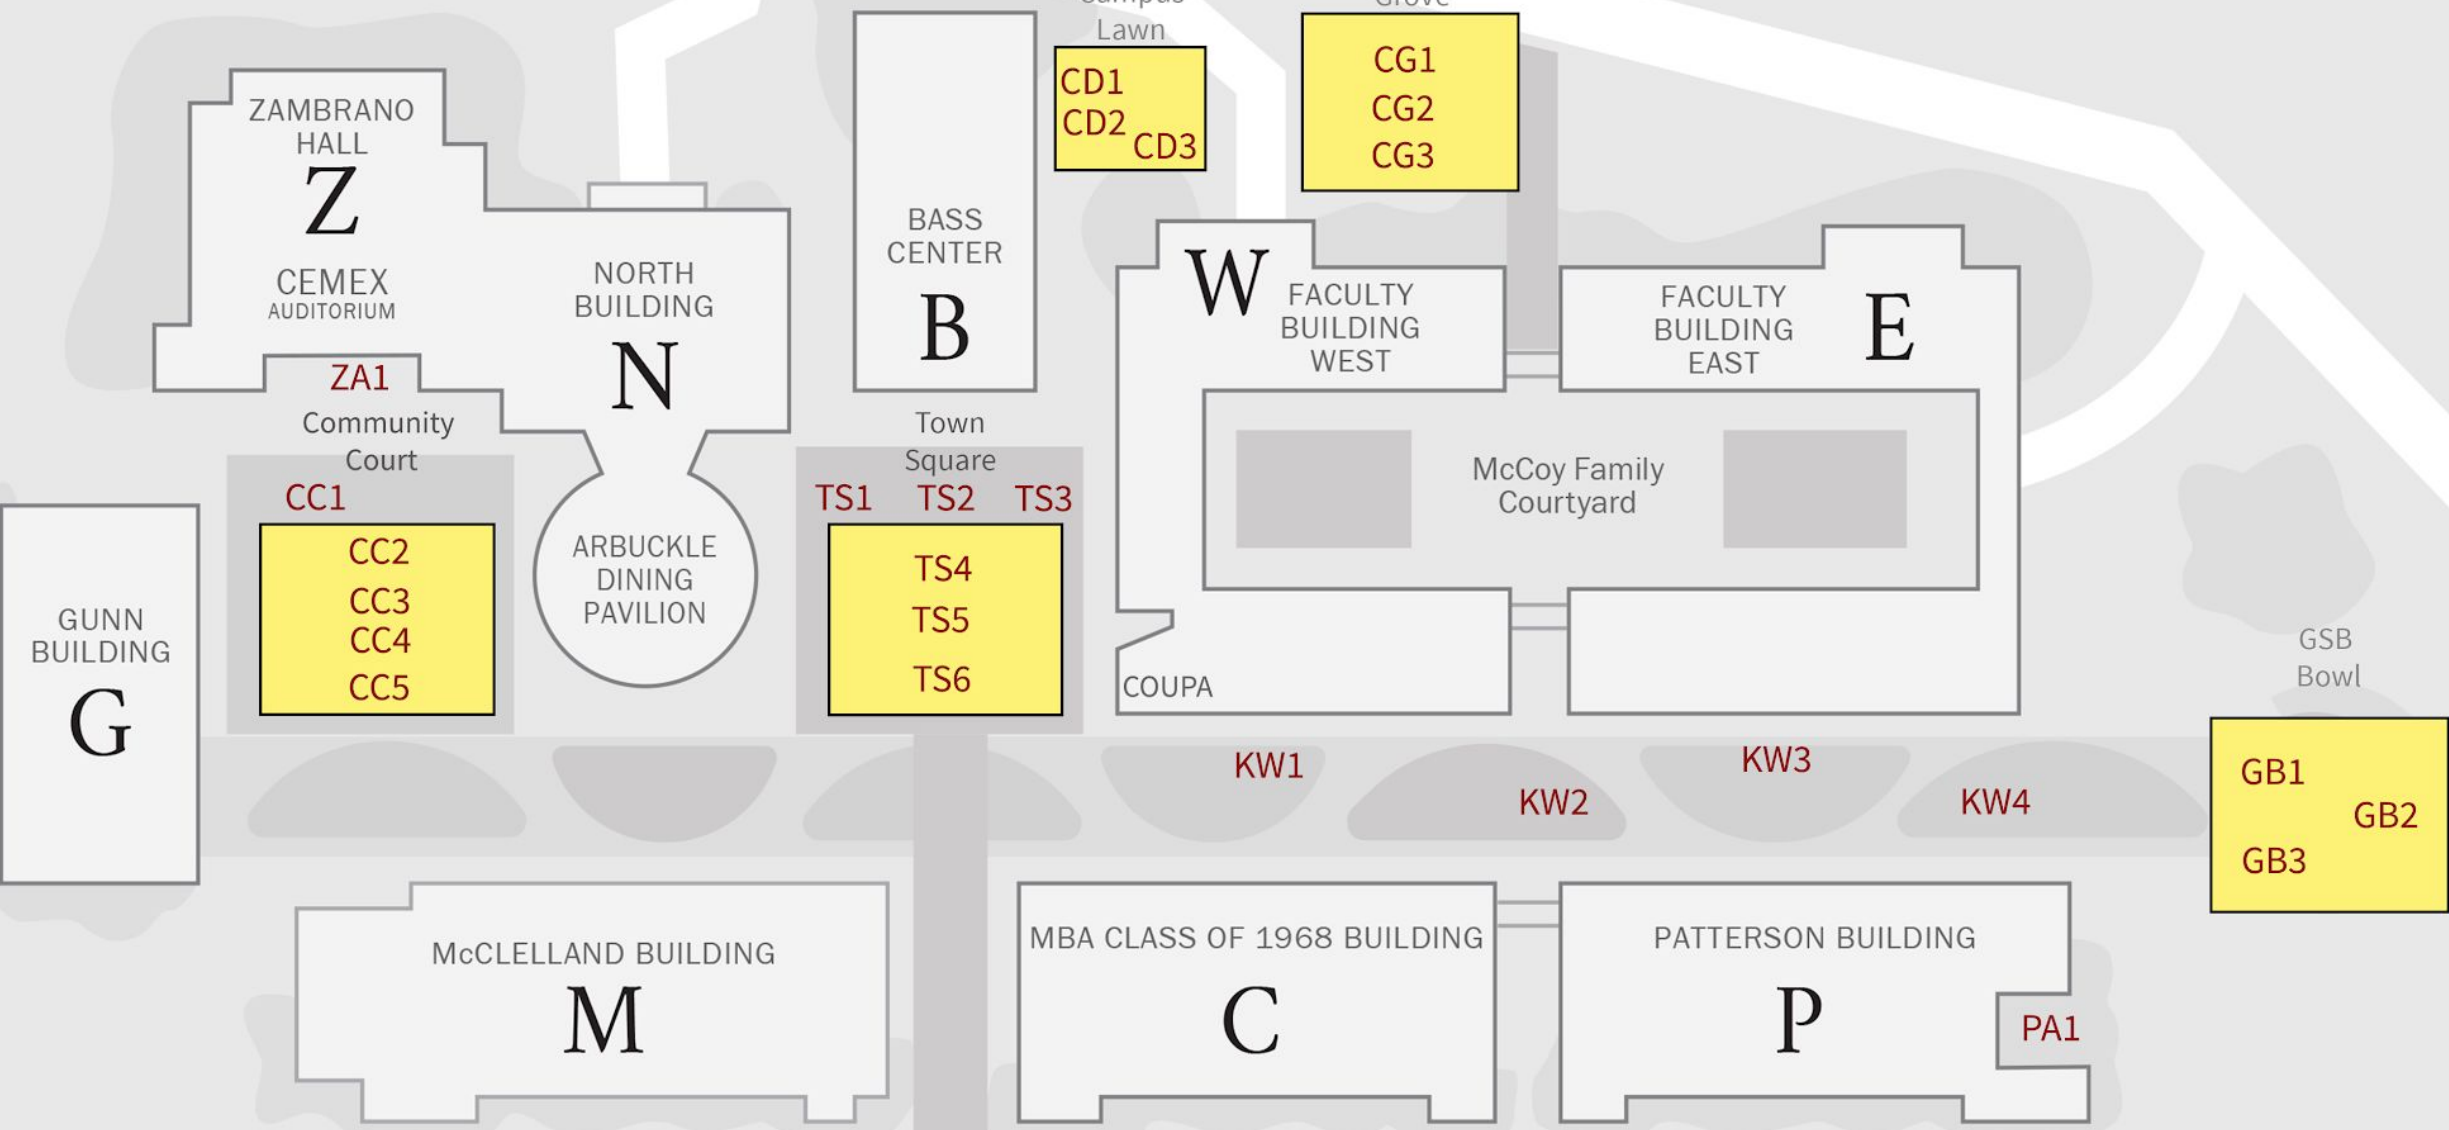 Lawn
CD1
CD2
CD3
CG1
CG2
CG3
ZAMBRANO
HALL
Z
CEMEX
AUDITORIUM
NORTH
BUILDING
N
BASS
CENTER
B
W
FACULTY
BUILDING
WEST
FACULTY
BUILDING
EAST
E
ZA1
Community
Court
CC1
CC2
CC3
CC4
CC5
ARBUCKLE
DINING
PAVILION
Town
Square
TS1 TS2 TS3
TS4
TS5
TS6
McCoy Family
Courtyard
COUPA
GUNN
BUILDING
G
GSB
Bowl
KW1
KW2
KW3
KW4
GB1
GB2
GB3
McCLELLAND BUILDING
M
MBA CLASS OF 1968 BUILDING
C
PATTERSON BUILDING
P
PA1